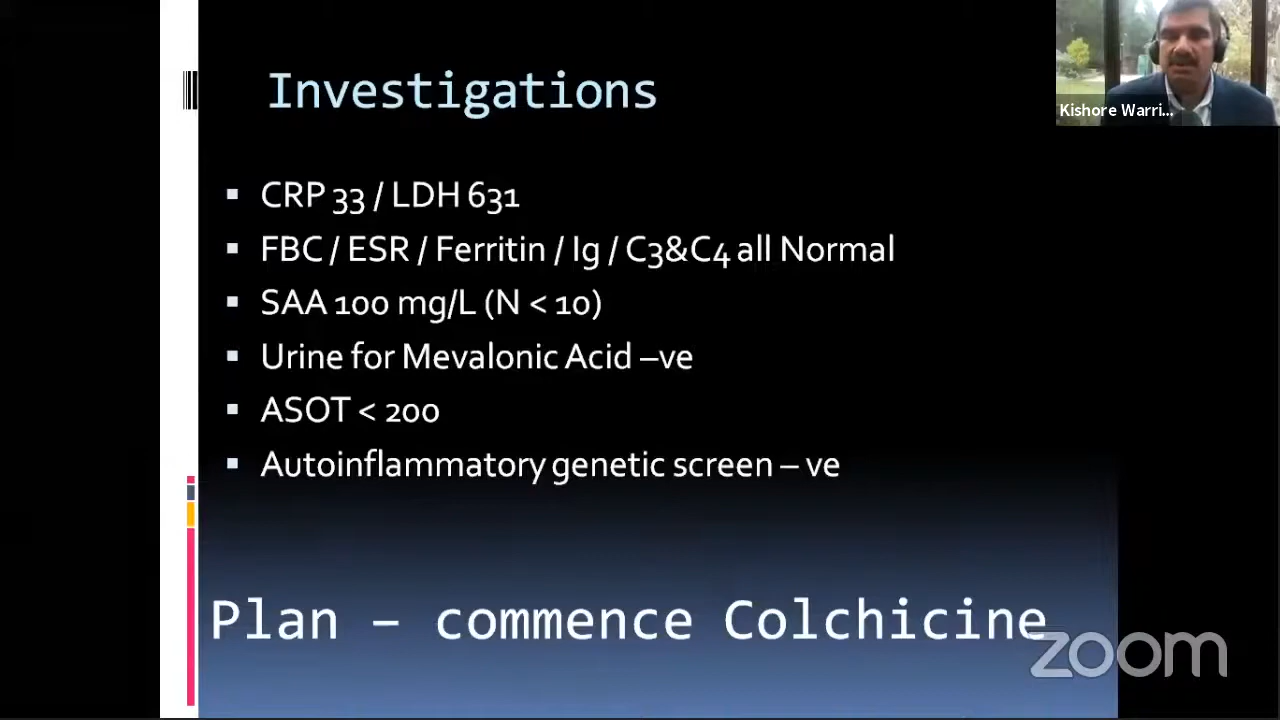 Investigations
Kishore Warri...
CRP 33 / LDH 631
FBC / ESR / Ferritin / Ig / C3&C4 all Normal
SAA 100 mg/L (N < 10)
Urine for Mevalonic Acid –ve
ASOT < 200
Autoinflammatory genetic screen – ve
Plan – commence Colchicine
zoom